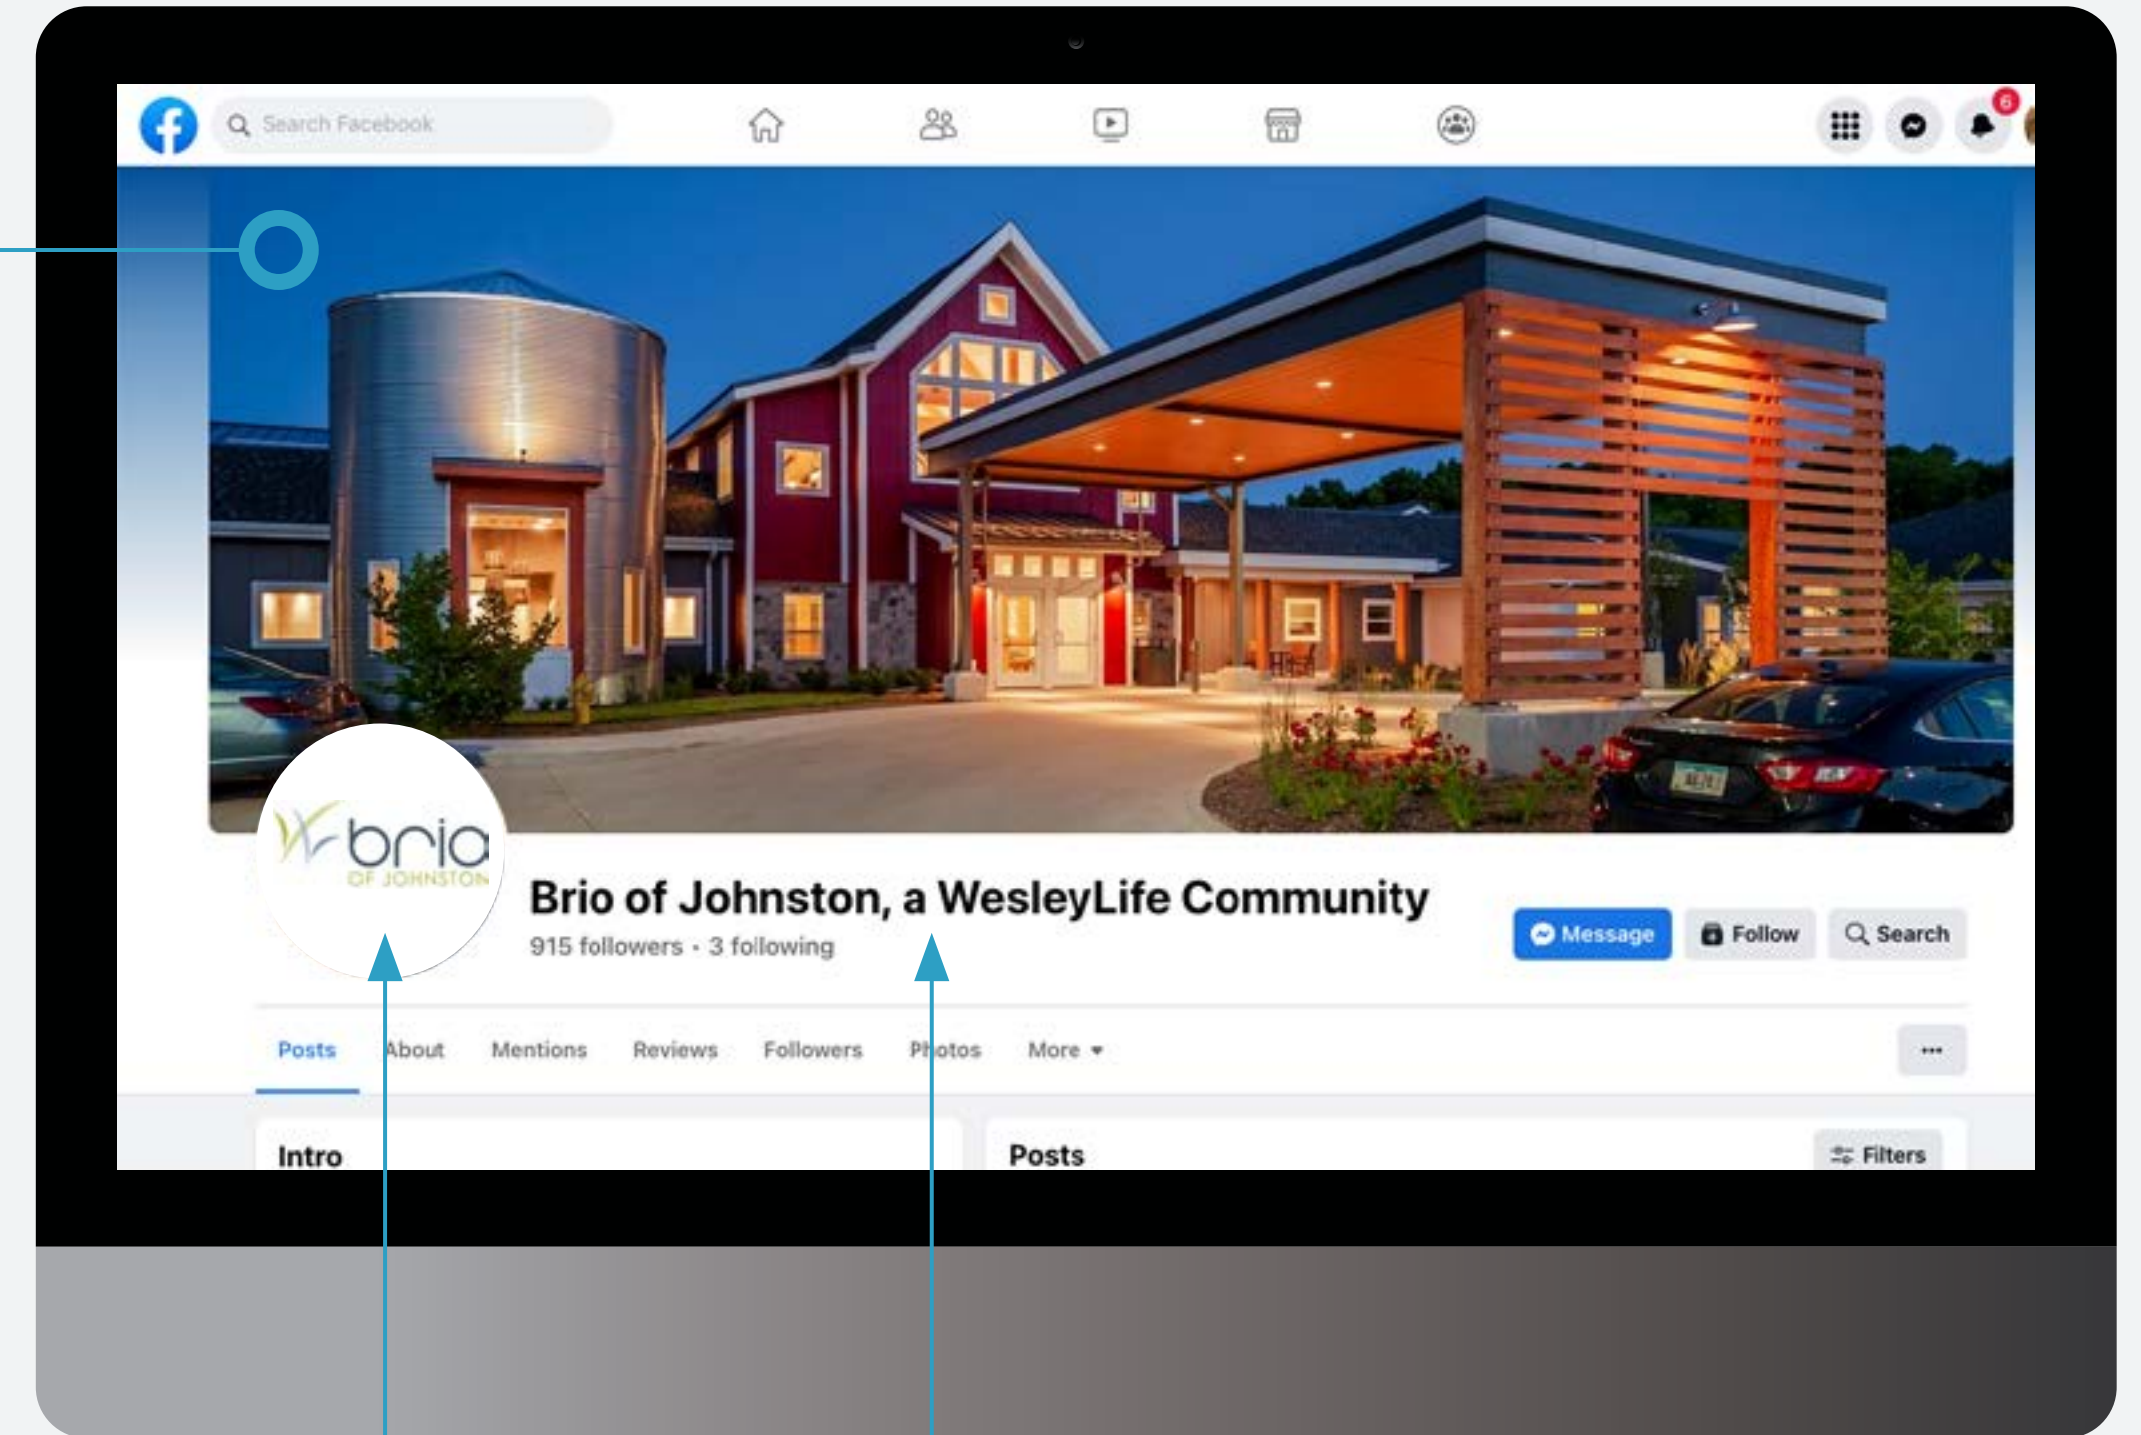 Search Facebook
6
brio
OF JOHNSTON
Brio of Johnston, a WesleyLife Community
915 followers • 3 following
Message
Follow
Search
Posts
About
Mentions
Reviews
Followers
Photos
More
Intro
Posts
Filters